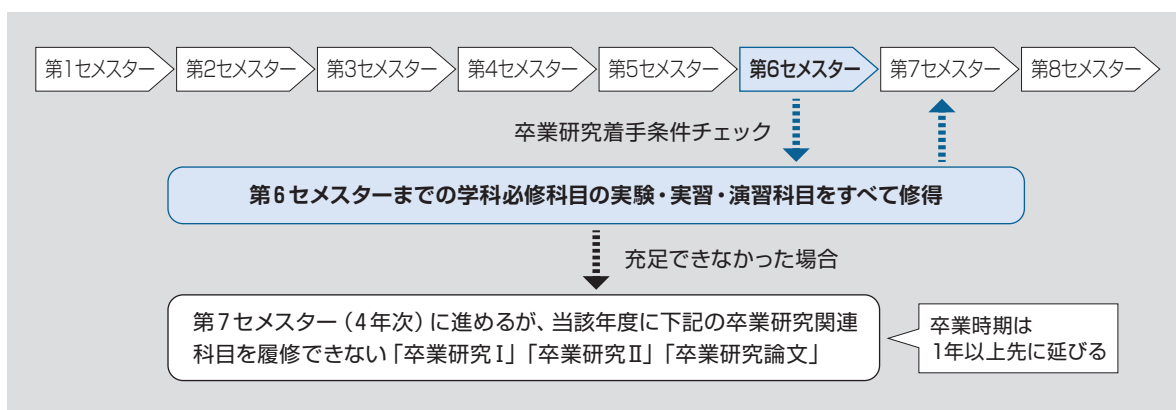 第1セメスター
第2セメスター
第3セメスター
第4セメスター
第5セメスター
第6セメスター
第7セメスター
第8セメスター
卒業研究着手条件チェック
第6セメスターまでの学科必修科目の実験・実習・演習科目をすべて修得
充足できなかった場合
第7セメスター（4年次）に進めるが、当該年度に下記の卒業研究関連
科目を履修できない「卒業研究Ⅰ」「卒業研究Ⅱ」「卒業研究論文」
卒業時期は
1年以上先に延びる